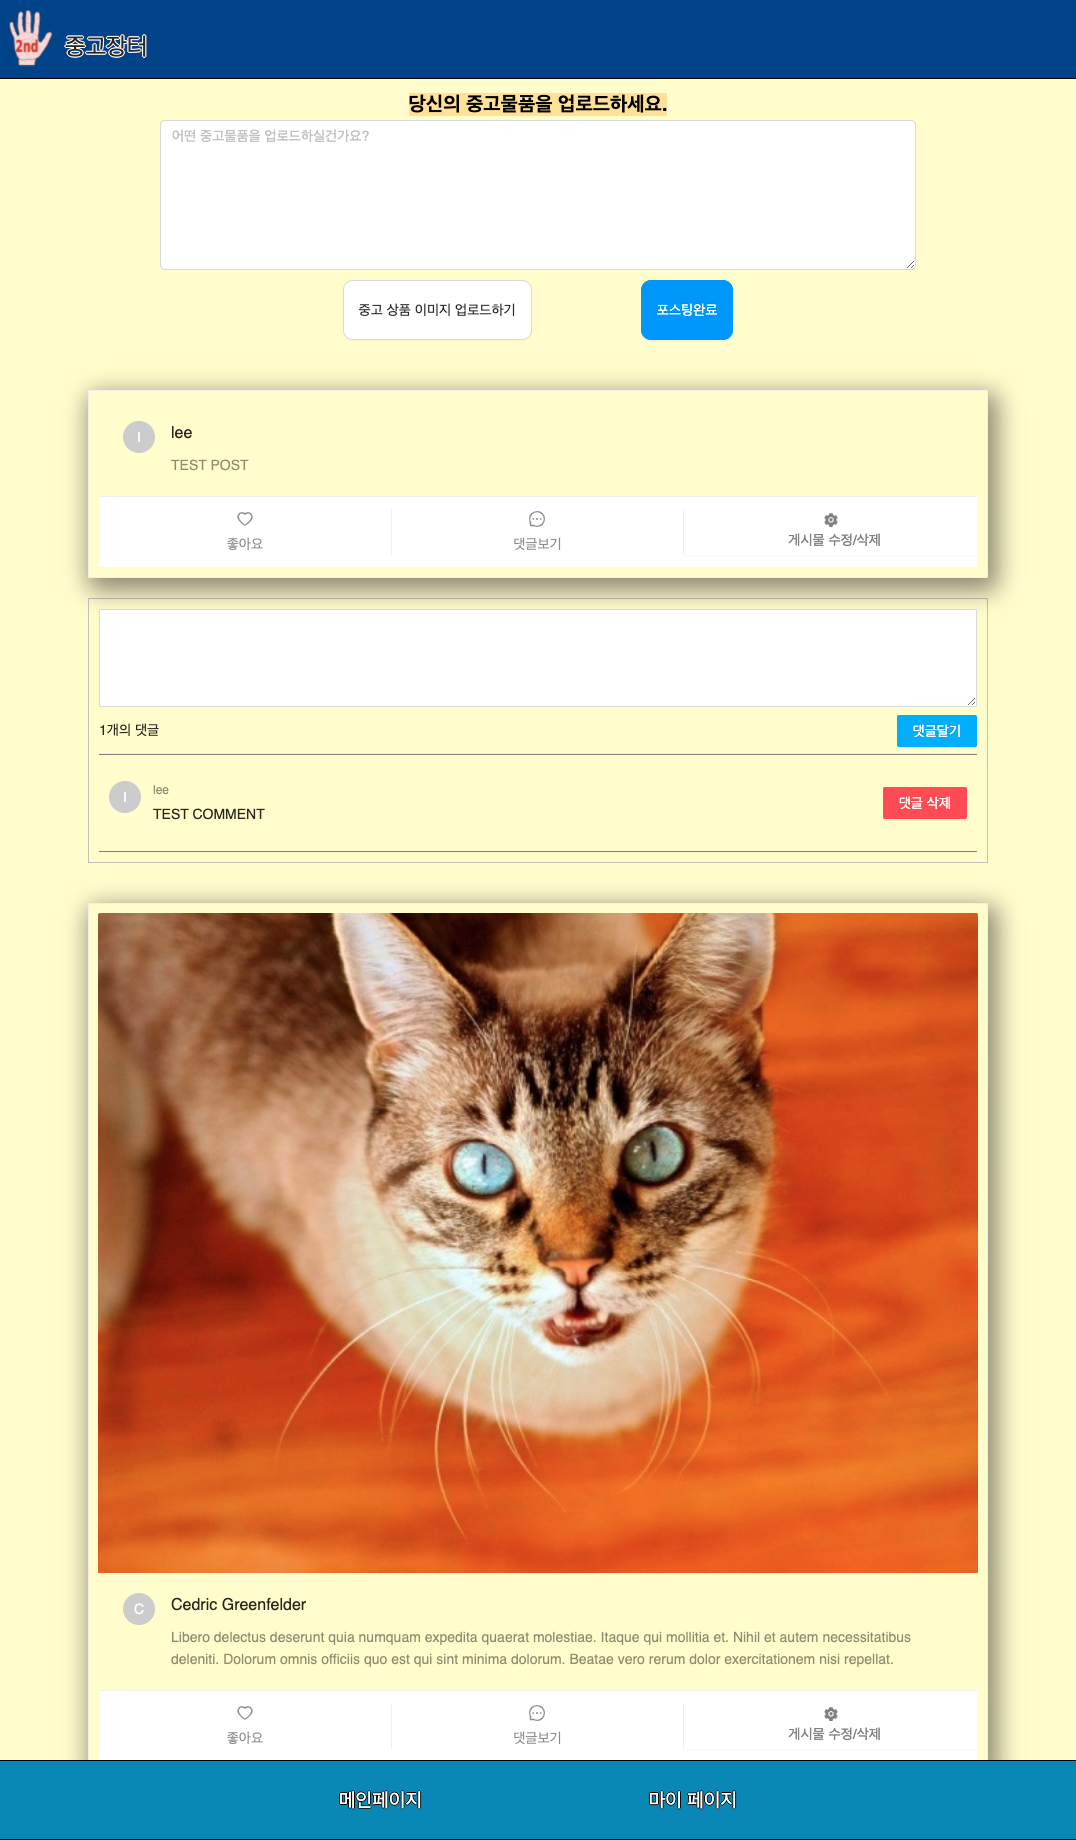 2nd
중고장터
당신의 중고물품을 업로드하세요.
어떤 중고물품을 업로드하실건가요?
중고 상품 이미지 업로드하기
포스팅완료
l
lee
TEST POST
좋아요
댓글보기
게시물 수정/삭제
1개의 댓글
댓글달기
l
lee
TEST COMMENT
댓글 삭제
C
Cedric Greenfelder
Libero delectus deserunt quia numquam expedita quaerat molestiae. Itaque qui mollitia et. Nihil et autem necessitatibus
deleniti. Dolorum omnis officiis quo est qui sint minima dolorum. Beatae vero rerum dolor exercitationem nisi repellat.
좋아요
댓글보기
게시물 수정/삭제
메인페이지
마이 페이지